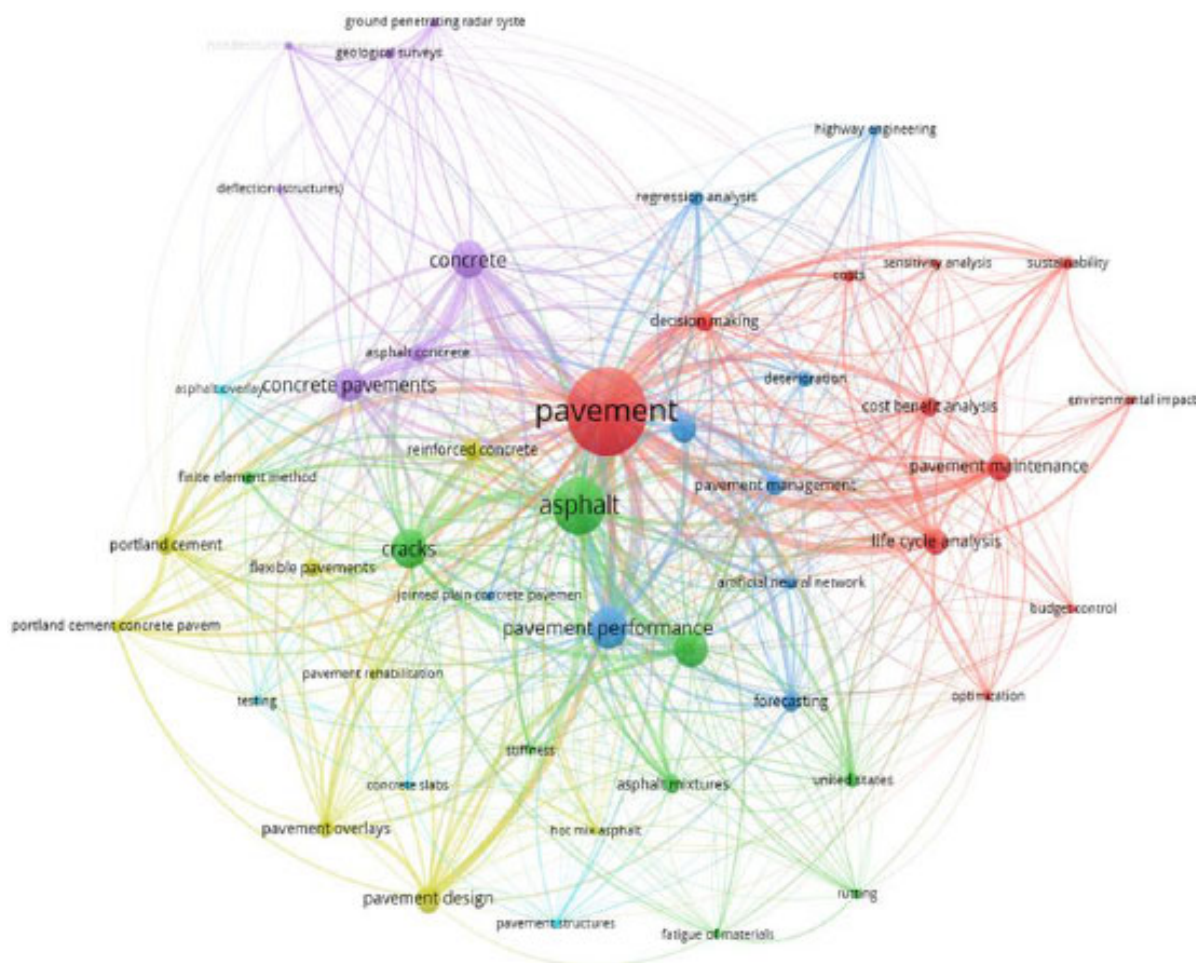 ground penetrating radar syste
geological surveys
highway engineering
deflection (structures)
regression analysis
concrete
costs
sensitivity analysis
sustainability
decision making
asphalt concrete
concrete pavements
asphalt overlay
deterioration
pavement
cost benefit analysis
environmental impact
reinforced concrete
pavement maintenance
finite element method
pavement management
asphalt
portland cement
cracks
life cycle analysis
flexible pavements
artificial neural network
jointed plain concrete pavemen
budget control
portland cement concrete pavem
pavement performance
pavement rehabilitation
testing
forecasting
optimization
stiffness
concrete slabs
asphalt mixtures
united states
pavement overlays
hot mix asphalt
pavement design
rutting
pavement structures
fatigue of materials